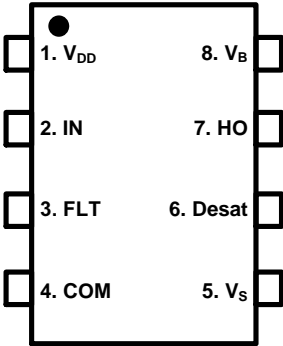 1. VDD 8. VB
2. IN 7. HO
3. FLT 6. Desat
4. COM 5. VS